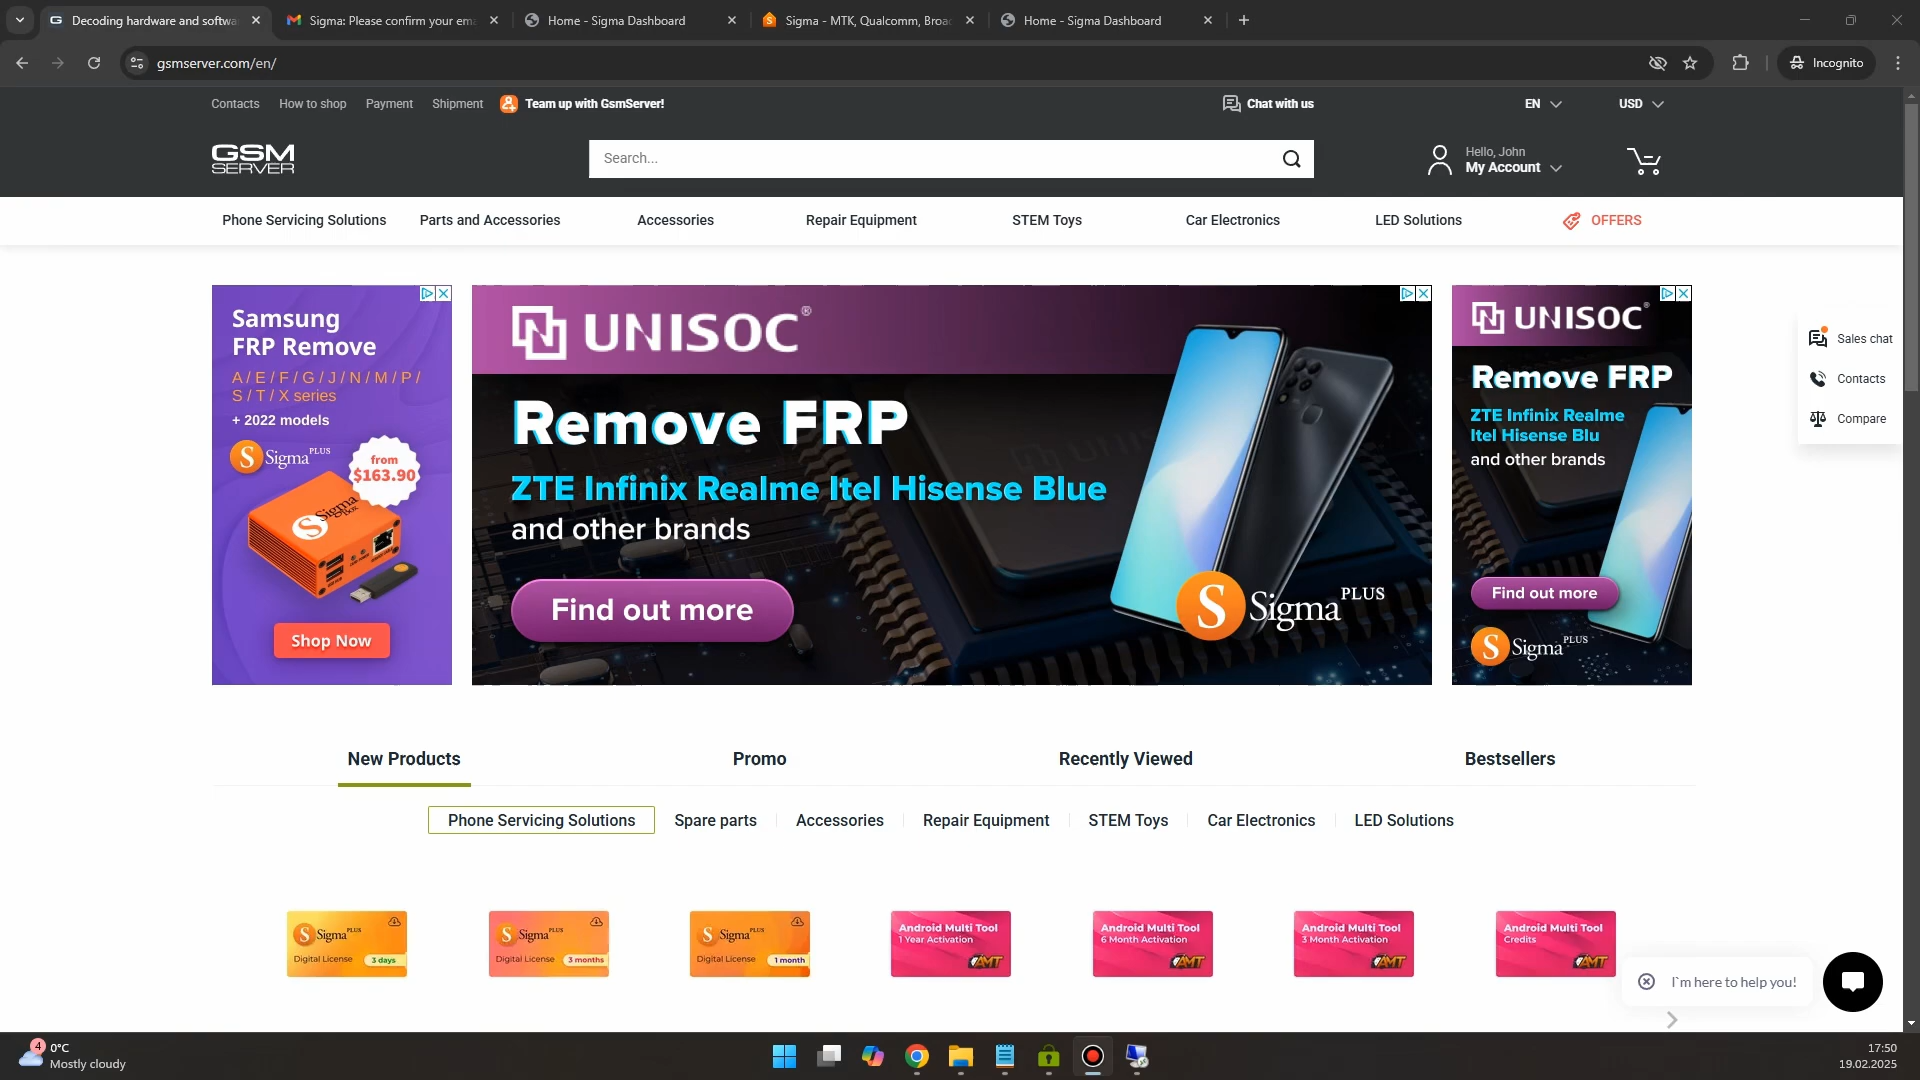 Decoding hardware and softwa
Sigma: Please confirm your ema
Home - Sigma Dashboard
Sigma - MTK, Qualcomm, Broad
Home - Sigma Dashboard
gsmserver.com/en/
Incognito
Contacts How to shop Payment Shipment Team up with GsmServer! Chat with us EN USD
GSM
SERVER
Search...
Hello, John
My Account
Phone Servicing Solutions Parts and Accessories Accessories Repair Equipment STEM Toys Car Electronics LED Solutions OFFERS
Samsung
FRP Remove
A / E / F / G / J / N / M / P /
S / T / X series
+ 2022 models
S Sigma PLUS
from
$163.90
S Sigma
Box
Shop Now
UNISOC®
Remove FRP
ZTE Infinix Realme Itel Hisense Blue
and other brands
Find out more
S Sigma PLUS
UNISOC®
Remove FRP
ZTE Infinix Realme
Itel Hisense Blu
and other brands
Find out more
S Sigma PLUS
Sales chat
Contacts
Compare
New Products Promo Recently Viewed Bestsellers
Phone Servicing Solutions Spare parts Accessories Repair Equipment STEM Toys Car Electronics LED Solutions
S Sigma PLUS
Digital License 3 days
S Sigma PLUS
Digital License 3 months
S Sigma PLUS
Digital License 1 month
Android Multi Tool
1 Year Activation
AMT
Android Multi Tool
6 Month Activation
AMT
Android Multi Tool
3 Month Activation
AMT
Android Multi Tool
Credits
AMT
I`m here to help you!
4
0°C
Mostly cloudy
17:50
19.02.2025